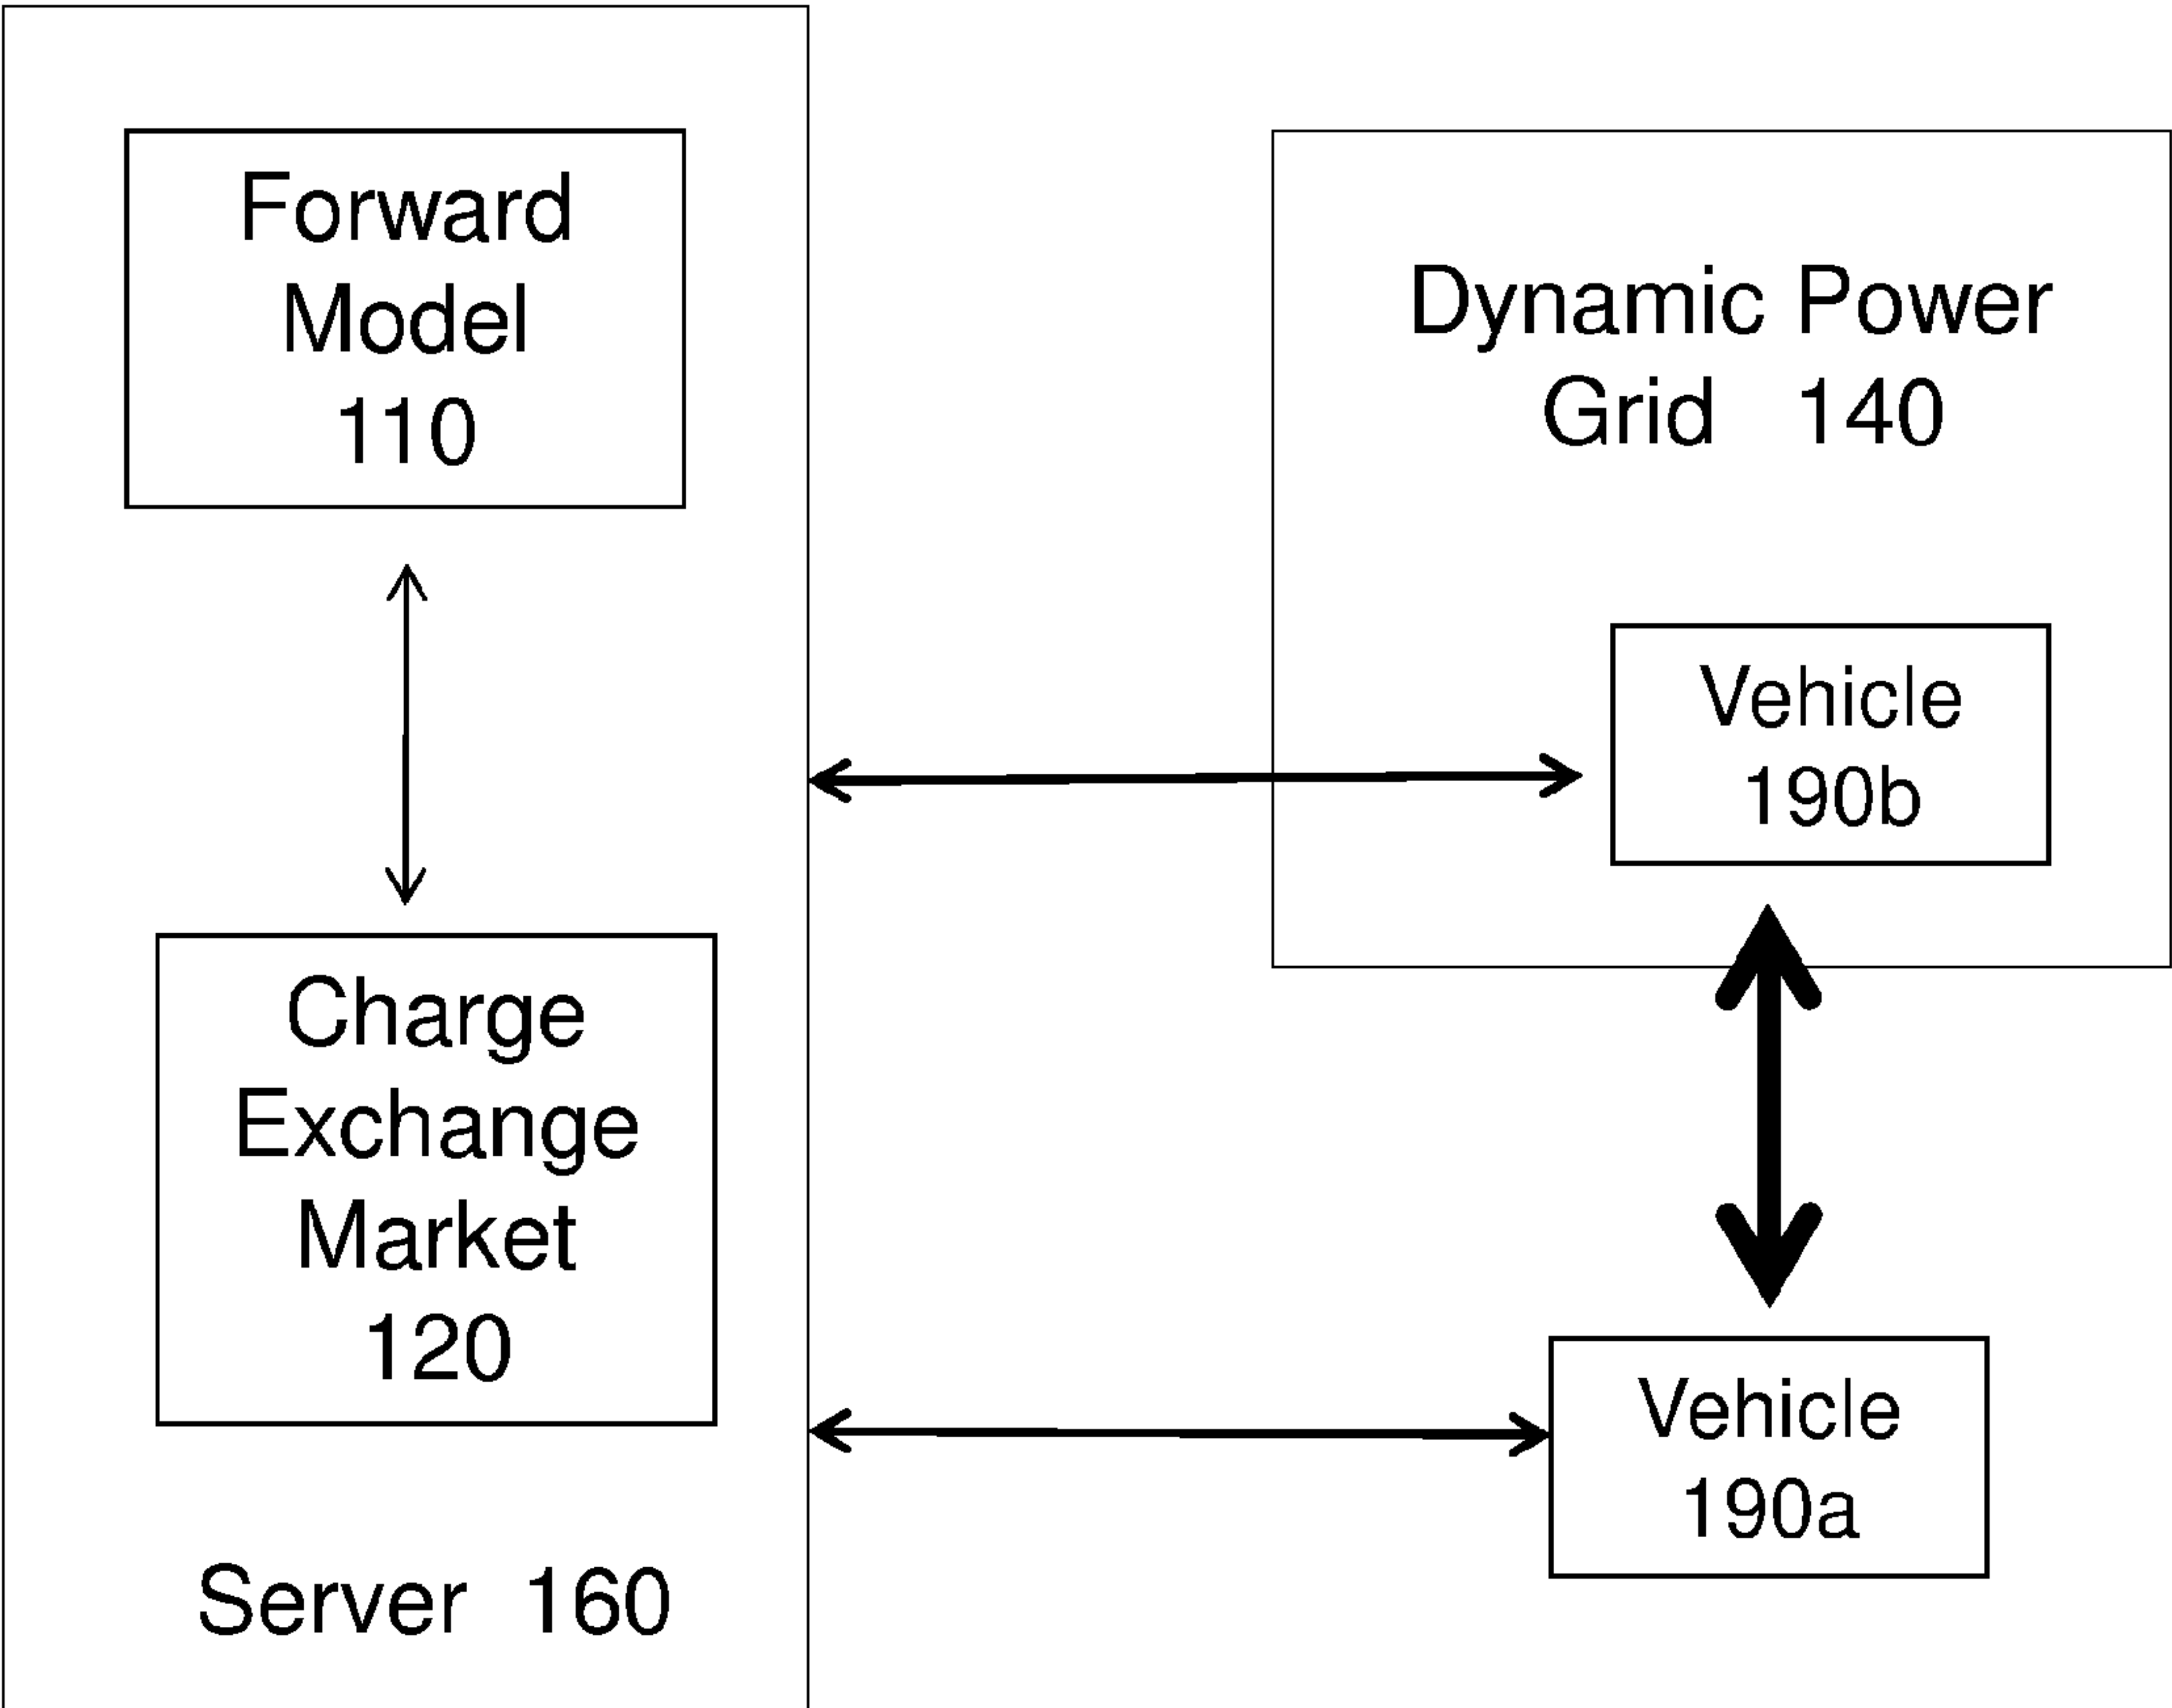 Forward
Model
110
Charge
Exchange
Market
120
Server 160
Dynamic Power
Grid 140
Vehicle
190b
Vehicle
190a